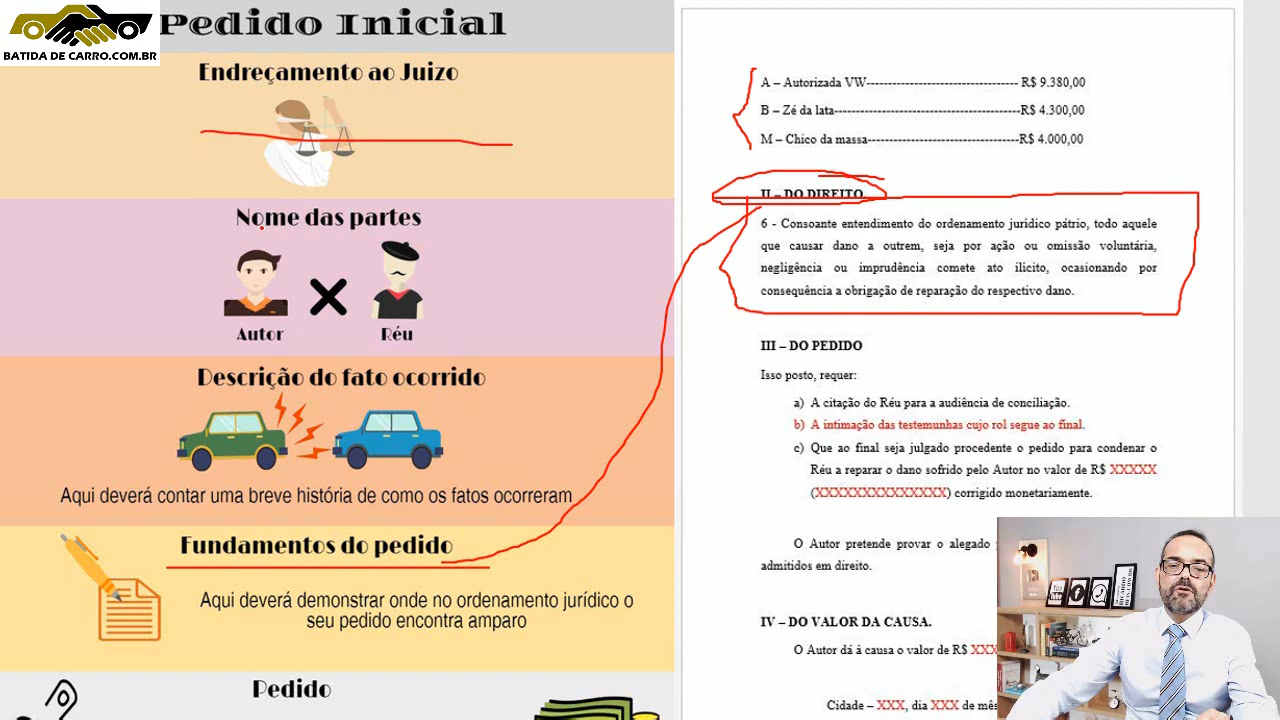 BATIDA DE CARRO.COM.BR
Pedido Inicial
Endreçamento ao Juizo
Nome das partes
Autor
Réu
Descrição do fato ocorrido
Aqui deverá contar uma breve história de como os fatos ocorreram
Fundamentos do pedido
Aqui deverá demonstrar onde no ordenamento jurídico o
seu pedido encontra amparo
Pedido
A – Autorizada VW----------------------------------- R$ 9.380,00
B – Zé da lata-------------------------------------------R$ 4.300,00
M – Chico da massa-----------------------------------R$ 4.000,00
II – DO DIREITO
6 - Consoante entendimento do ordenamento jurídico pátrio, todo aquele
que causar dano a outrem, seja por ação ou omissão voluntária,
negligência ou imprudência comete ato ilícito, ocasionando por
consequência a obrigação de reparação do respectivo dano.
III – DO PEDIDO
Isso posto, requer:
a) A citação do Réu para a audiência de conciliação.
b) A intimação das testemunhas cujo rol segue ao final.
c) Que ao final seja julgado procedente o pedido para condenar o
Réu a reparar o dano sofrido pelo Autor no valor de R$ XXXXX
(XXXXXXXXXXXXXX) corrigido monetariamente.
O Autor pretende provar o alegado
admitidos em direito.
IV – DO VALOR DA CAUSA.
O Autor dá à causa o valor de R$ XXX
Cidade – XXX, dia XXX de mês